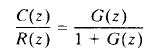 C(z)/R(z) = G(z)/1 + G(z)